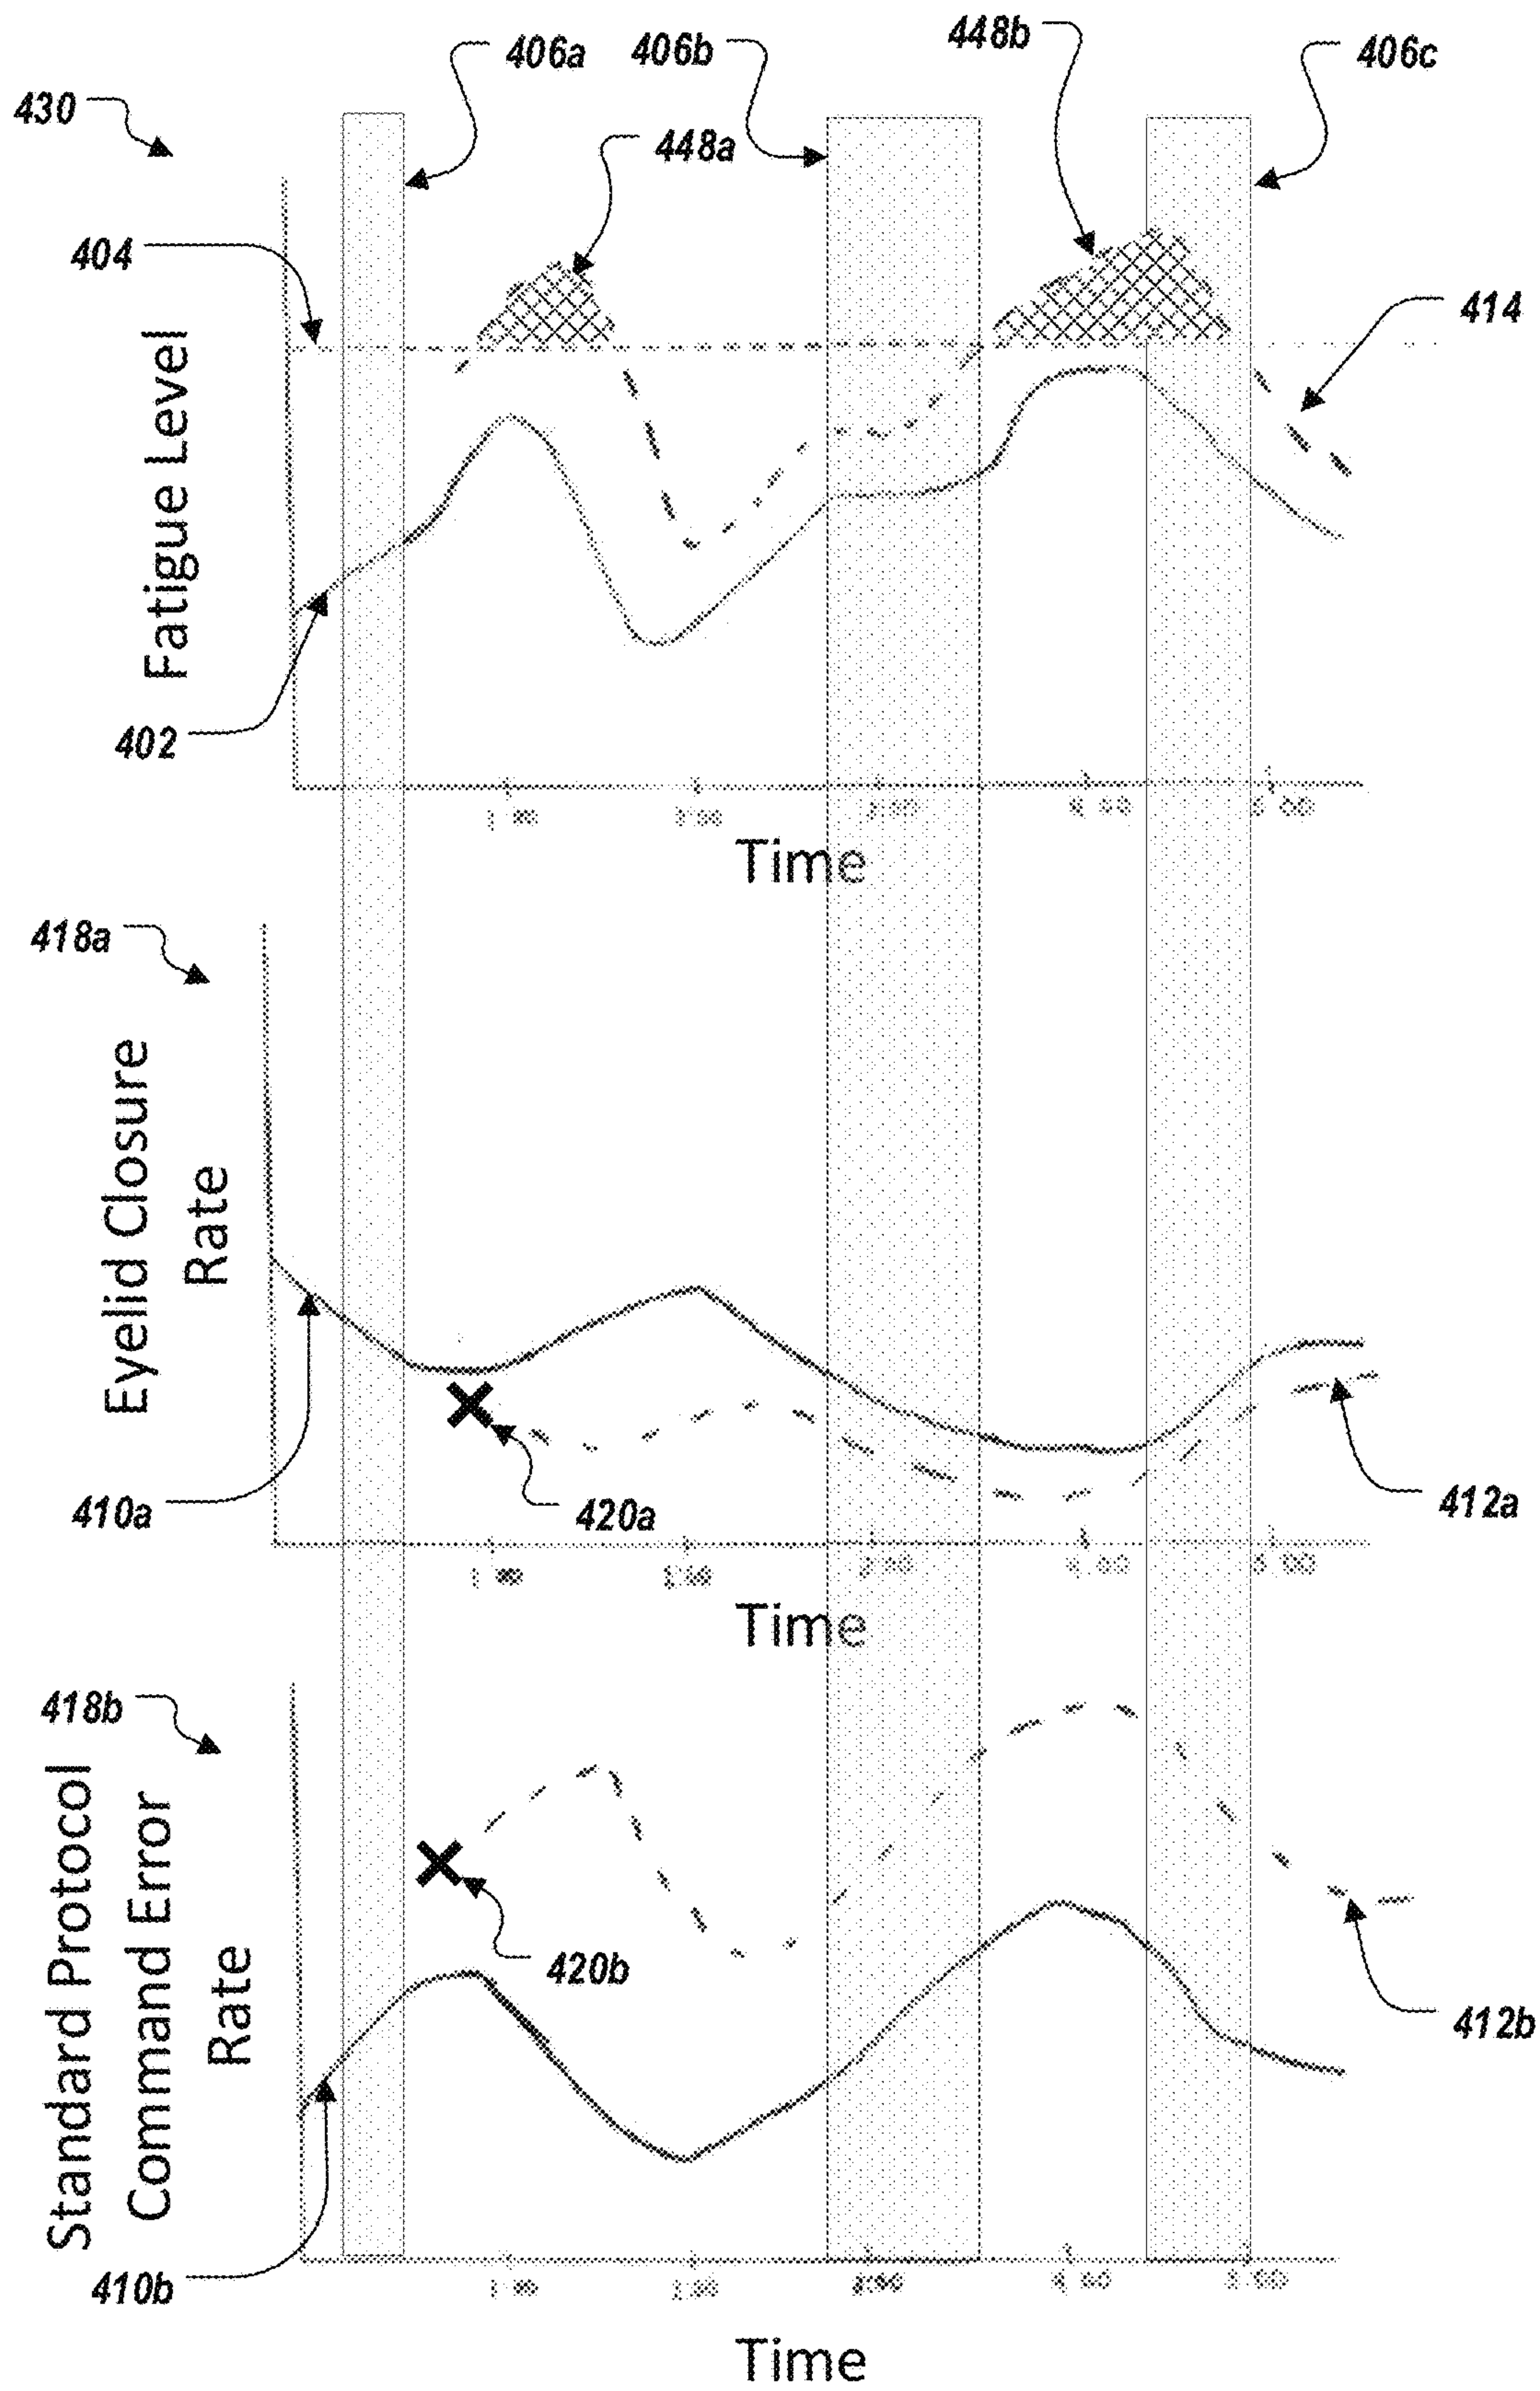 406a
406b
448b
406c
430
448a
404
414
Fatigue Level
402
Time
418a
Eyelid Closure
Rate
410a
420a
412a
Time
418b
Standard Protocol
Command Error
Rate
420b
412b
410b
Time